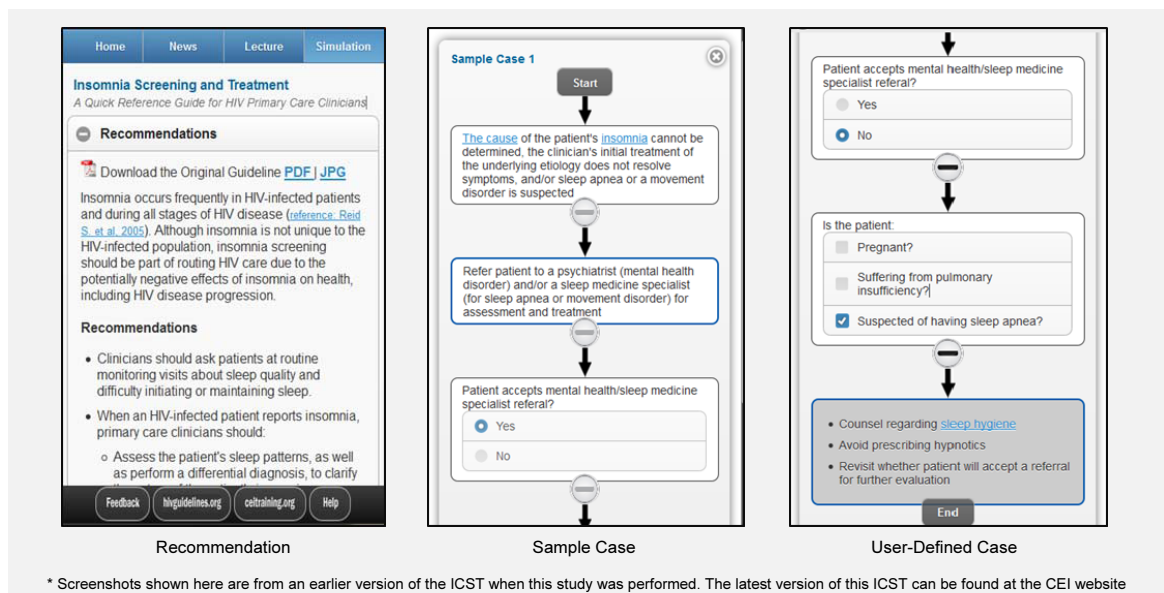 Home News Lecture Simulation
Insomnia Screening and Treatment
A Quick Reference Guide for HIV Primary Care Clinicians
Recommendations
Download the Original Guideline PDF | JPG
Insomnia occurs frequently in HIV-infected patients
and during all stages of HIV disease (reference: Reid
S. et al. 2005). Although insomnia is not unique to the
HIV-infected population, insomnia screening
should be part of routing HIV care due to the
potentially negative effects of insomnia on health,
including HIV disease progression.
Recommendations
• Clinicians should ask patients at routine
monitoring visits about sleep quality and
difficulty initiating or maintaining sleep.
• When an HIV-infected patient reports insomnia,
primary care clinicians should:
o Assess the patient's sleep patterns, as well
as perform a differential diagnosis, to clarify
Feedback hivguidelines.org ceitraining.org Help
Recommendation
Sample Case 1
Start
The cause of the patient's insomnia cannot be
determined, the clinician's initial treatment of
the underlying etiology does not resolve
symptoms, and/or sleep apnea or a movement
disorder is suspected
Refer patient to a psychiatrist (mental health
disorder) and/or a sleep medicine specialist
(for sleep apnea or movement disorder) for
assessment and treatment
Patient accepts mental health/sleep medicine
specialist referral?
Yes
No
Sample Case
Patient accepts mental health/sleep medicine
specialist referal?
Yes
No
Is the patient:
Pregnant?
Suffering from pulmonary
insufficiency?
Suspected of having sleep apnea?
• Counsel regarding sleep hygiene
• Avoid prescribing hypnotics
• Revisit whether patient will accept a referral
for further evaluation
End
User-Defined Case
* Screenshots shown here are from an earlier version of the ICST when this study was performed. The latest version of this ICST can be found at the CEI website